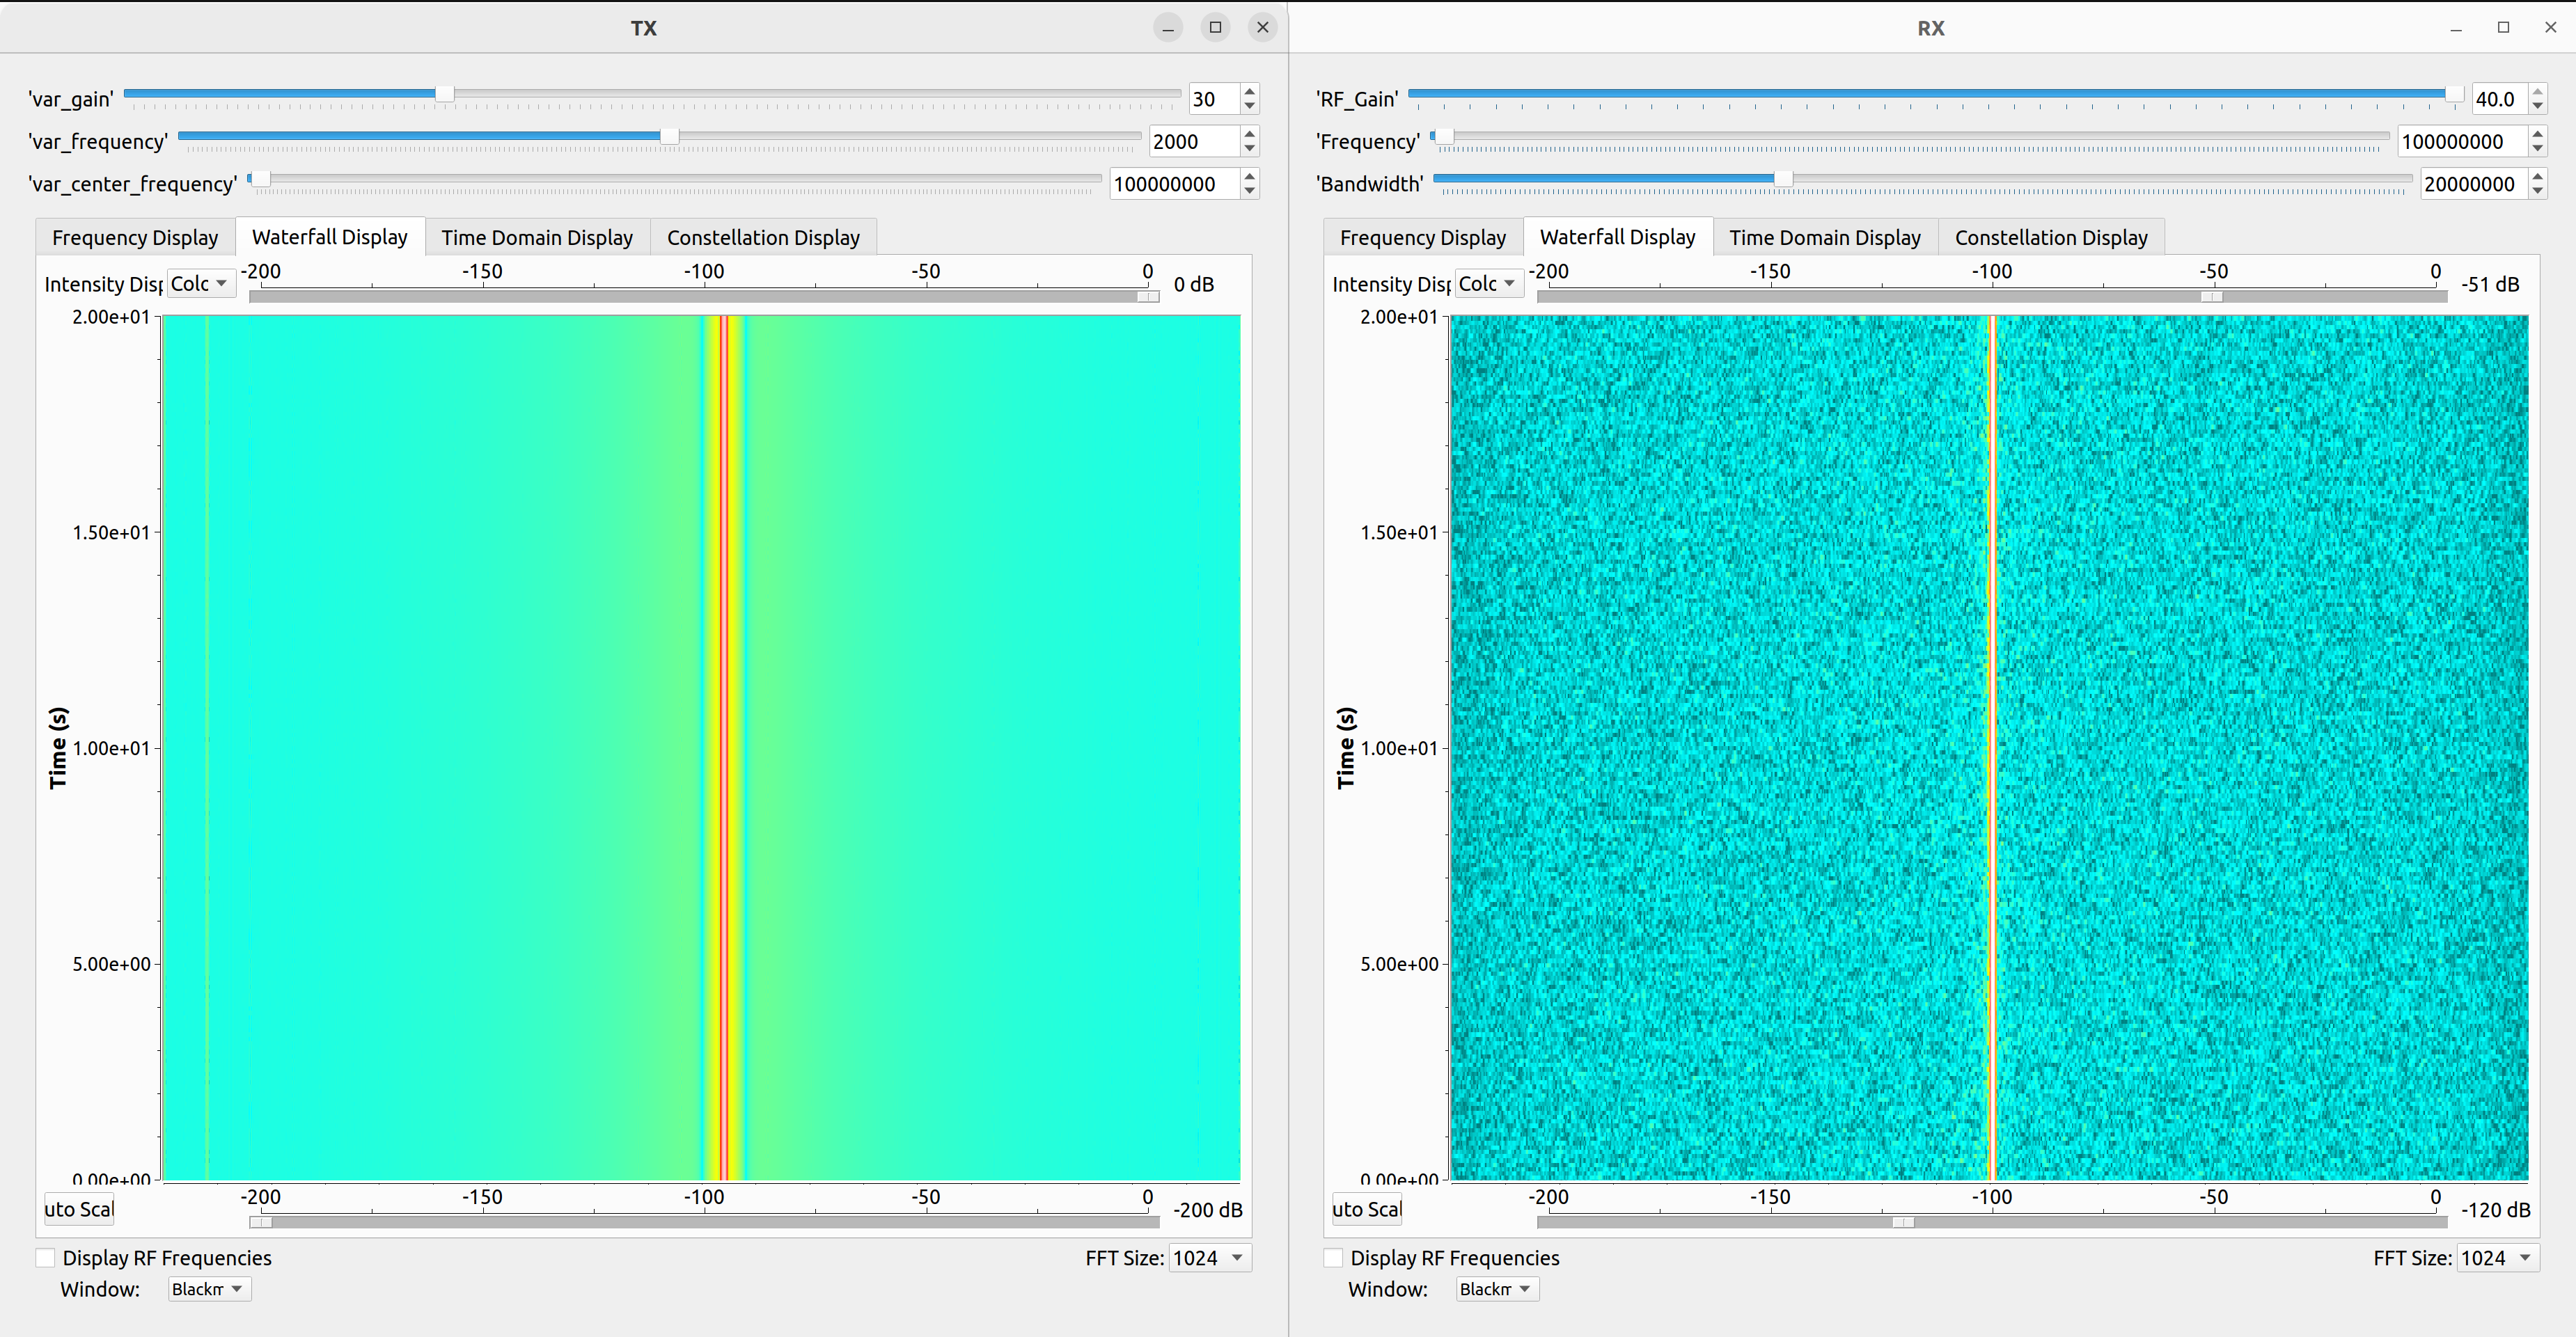 TX
'var_gain' 30
'var_frequency' 2000
'var_center_frequency' 100000000
Frequency Display Waterfall Display Time Domain Display Constellation Display
-200 -150 -100 -50 0
Intensity Disp Colc 0 dB
2.00e+01
1.50e+01
1.00e+01
5.00e+00
0.00e+00
Time (s)
-200 -150 -100 -50 0
uto Scal -200 dB
Display RF Frequencies FFT Size: 1024
Window: Blackm
RX
'RF_Gain' 40.0
'Frequency' 100000000
'Bandwidth' 20000000
Frequency Display Waterfall Display Time Domain Display Constellation Display
-200 -150 -100 -50 0
Intensity Disp Colc -51 dB
2.00e+01
1.50e+01
1.00e+01
5.00e+00
0.00e+00
Time (s)
-200 -150 -100 -50 0
uto Scal -120 dB
Display RF Frequencies FFT Size: 1024
Window: Blackm